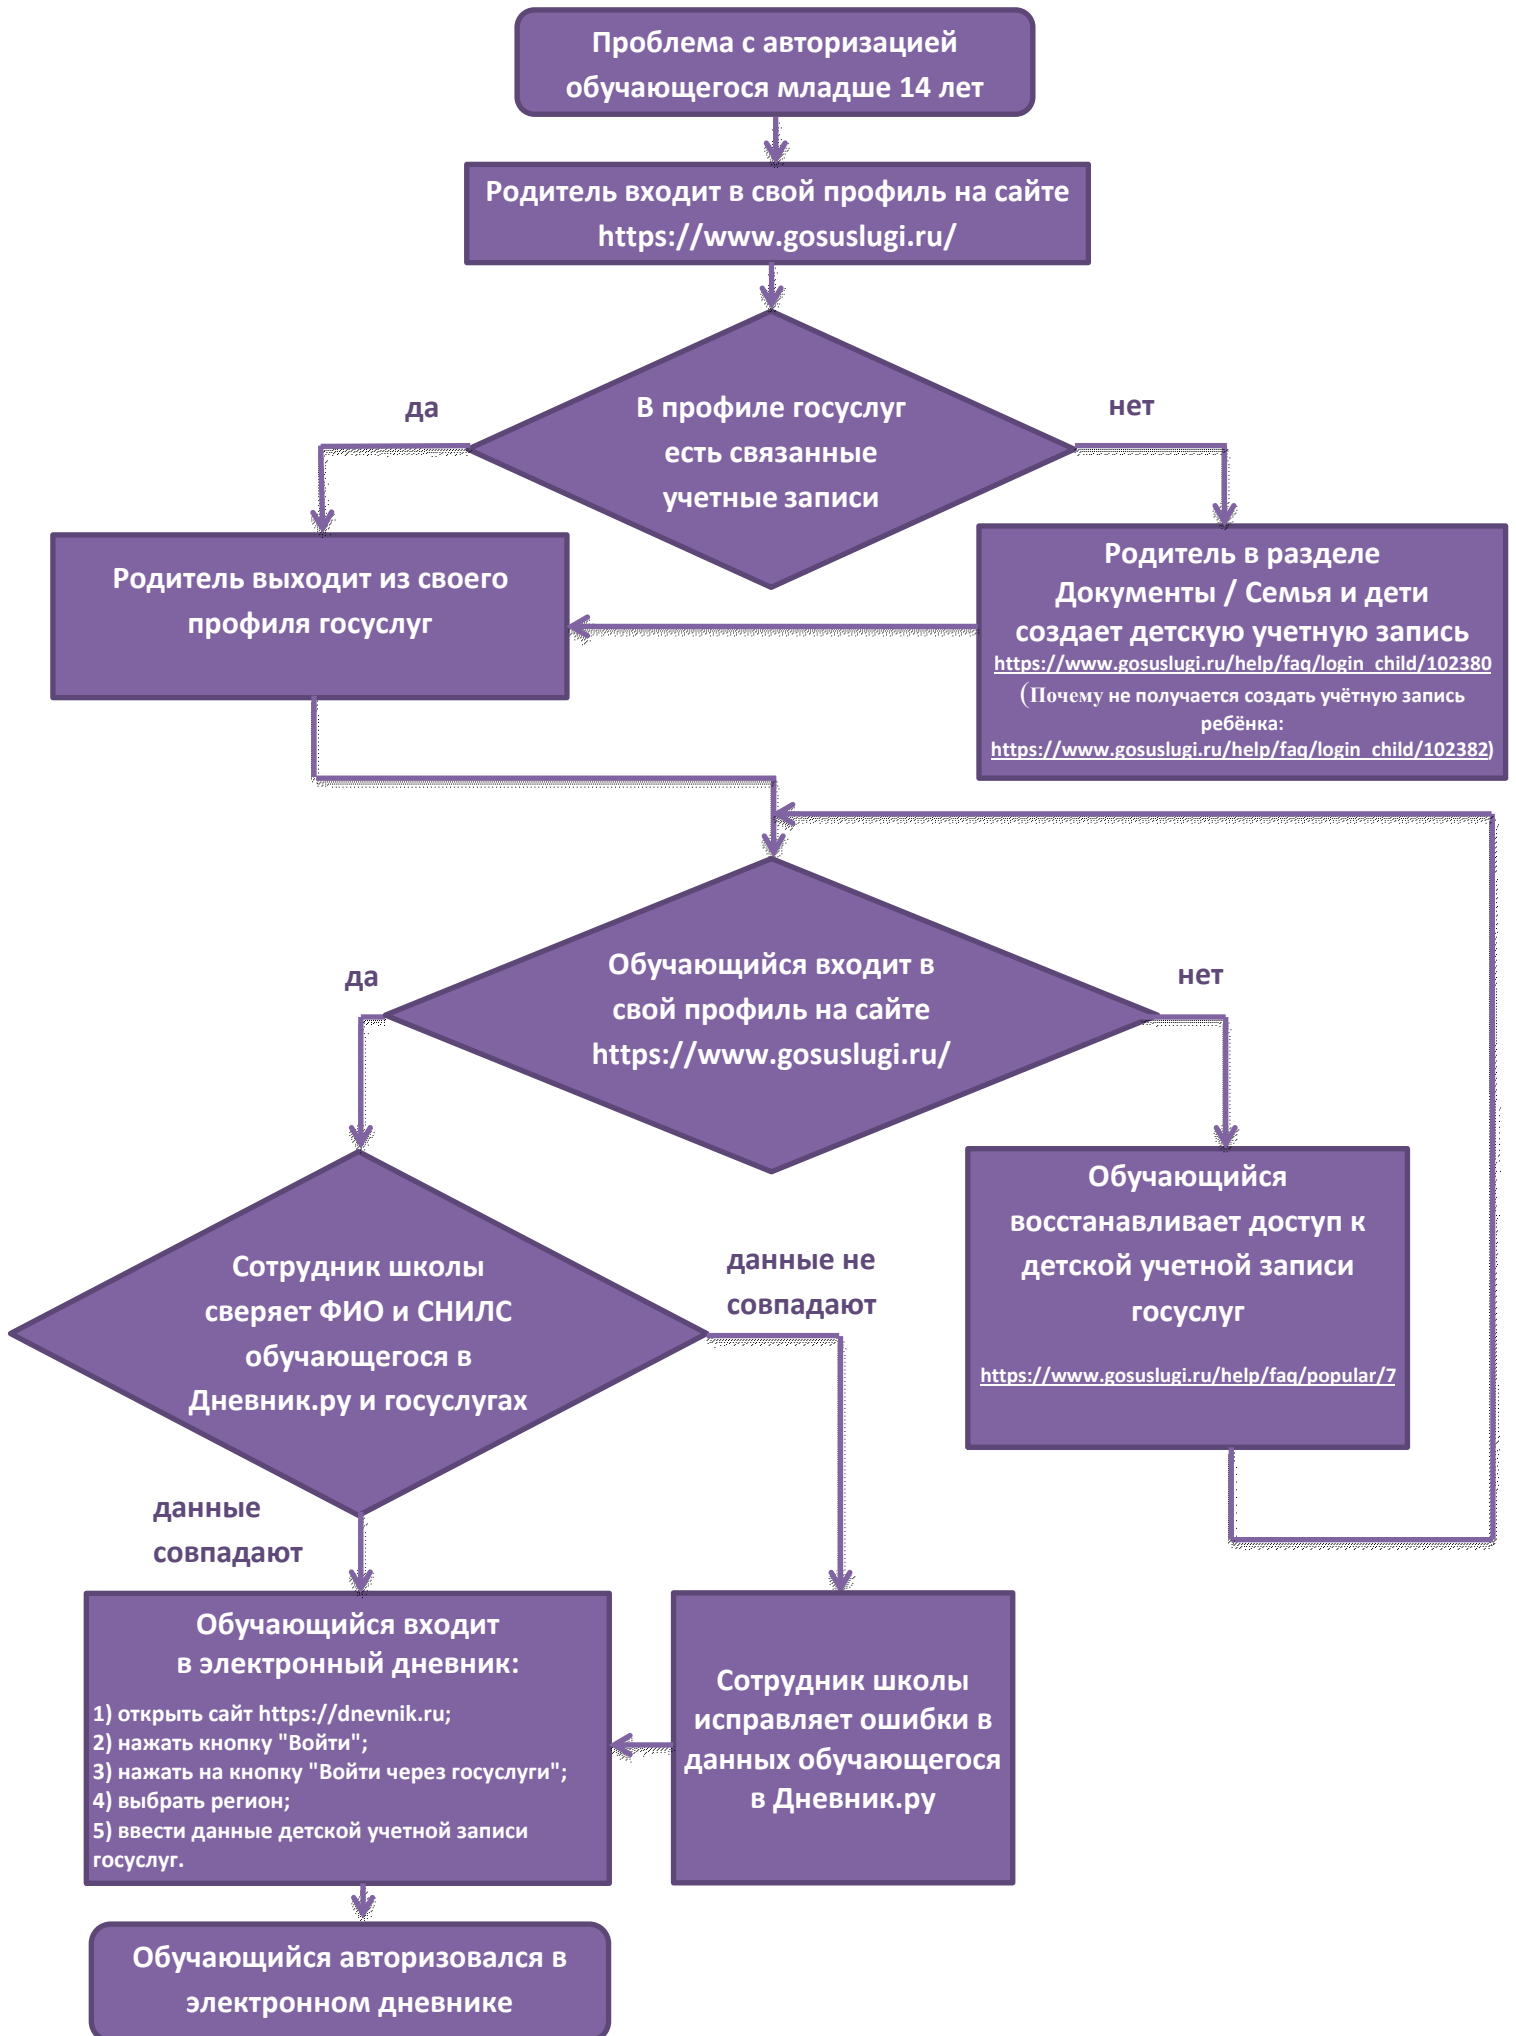 Проблема с авторизацией
обучающегося младше 14 лет
Родитель входит в свой профиль на сайте
https://www.gosuslugi.ru/
да
В профиле госуслуг
есть связанные
учетные записи
нет
Родитель выходит из своего
профиля госуслуг
Родитель в разделе
Документы / Семья и дети
создает детскую учетную запись
https://www.gosuslugi.ru/help/faq/login_child/102380
(Почему не получается создать учётную запись
ребёнка:
https://www.gosuslugi.ru/help/faq/login_child/102382)
да
Обучающийся входит в
свой профиль на сайте
https://www.gosuslugi.ru/
нет
Обучающийся
восстанавливает доступ к
детской учетной записи
госуслуг
https://www.gosuslugi.ru/help/faq/popular/7
Сотрудник школы
сверяет ФИО и СНИЛС
обучающегося в
Дневник.ру и госуслугах
данные не
совпадают
данные
совпадают
Обучающийся входит
в электронный дневник:
1) открыть сайт https://dnevnik.ru;
2) нажать кнопку "Войти";
3) нажать на кнопку "Войти через госуслуги";
4) выбрать регион;
5) ввести данные детской учетной записи
госуслуг.
Сотрудник школы
исправляет ошибки в
данных обучающегося
в Дневник.ру
Обучающийся авторизовался в
электронном дневнике